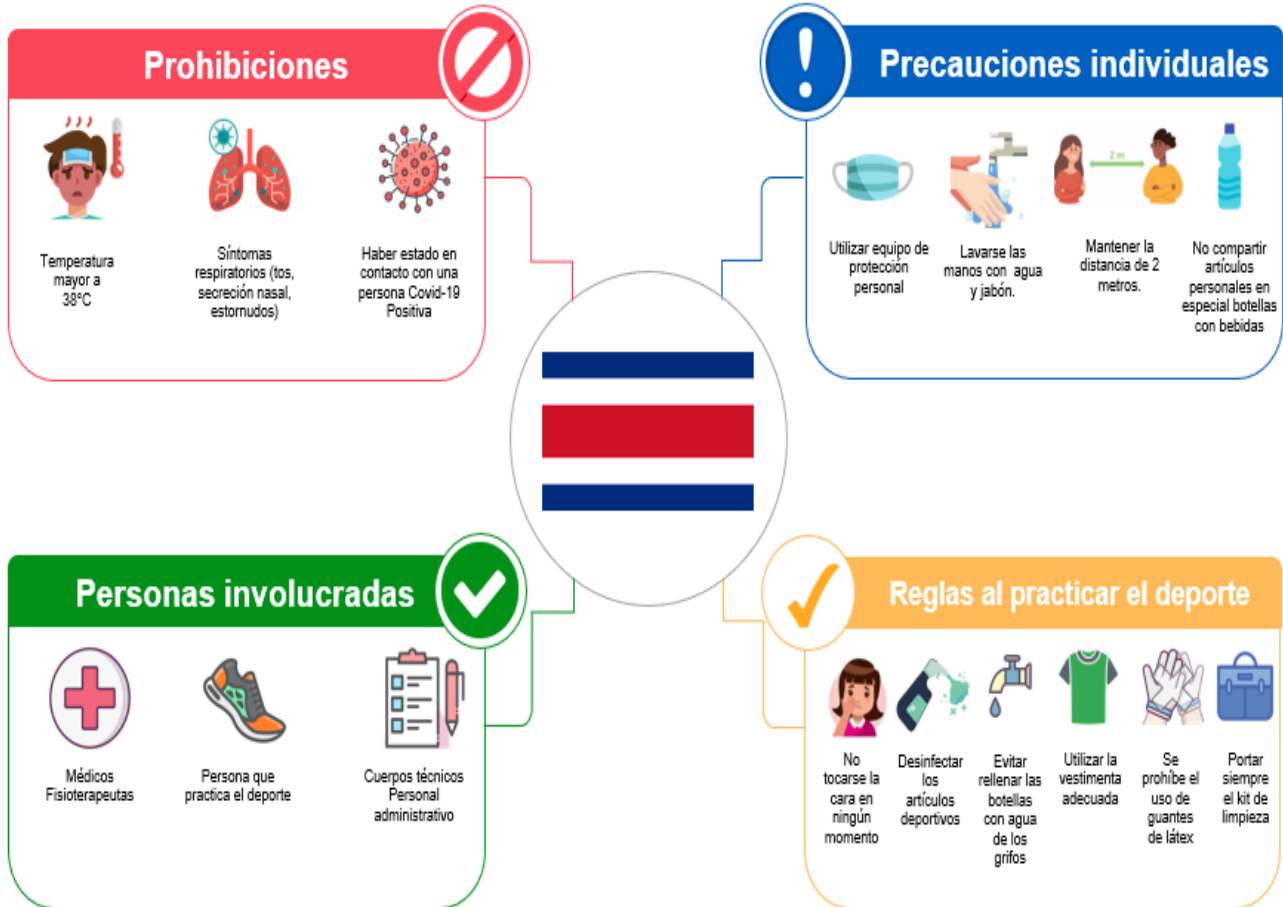 Prohibiciones
Temperatura
mayor a
38°C
Síntomas
respiratorios (tos,
secreción nasal,
estornudos)
Haber estado en
contacto con una
persona Covid-19
Positiva
Precauciones individuales
2 m
Utilizar equipo de
protección
personal
Lavarse las
manos con agua
y jabón.
Mantener la
distancia de 2
metros.
No compartir
artículos
personales en
especial botellas
con bebidas
Personas involucradas
Médicos
Fisioterapeutas
Persona que
practica el deporte
Cuerpos técnicos
Personal
administrativo
Reglas al practicar el deporte
No
tocarse la
cara en
ningún
momento
Desinfectar
los
artículos
deportivos
Evitar
rellenar las
botellas
con agua
de los
grifos
Utilizar la
vestimenta
adecuada
Se
prohíbe el
uso de
guantes
de látex
Portar
siempre
el kit de
limpieza